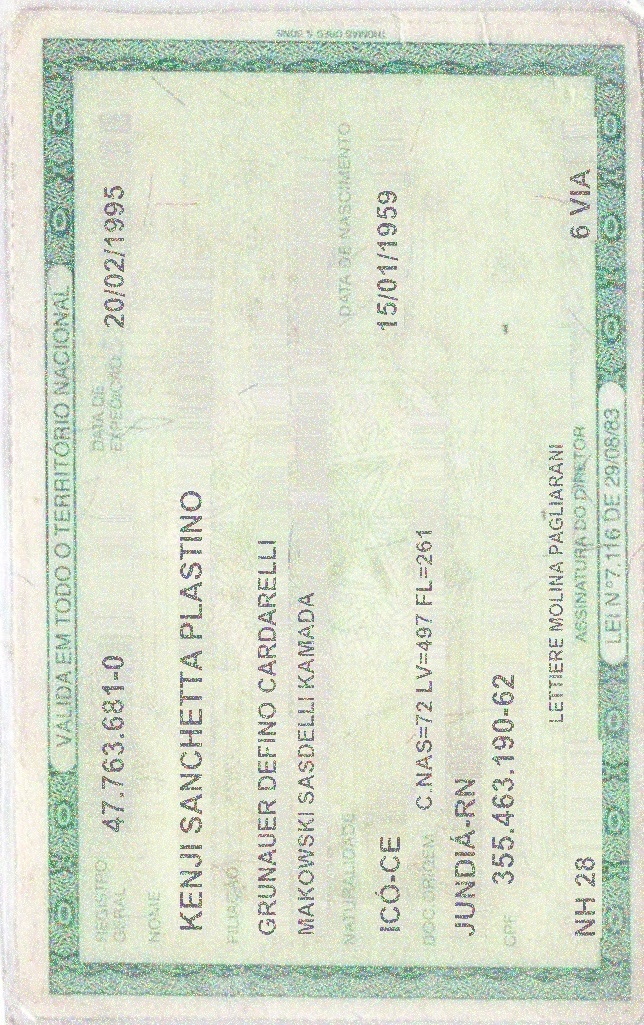 THOMAS GREG & SONS
VALIDA EM TODO O TERRITÓRIO NACIONAL
REGISTRO GERAL 47.763.681-0 DATA DE EXPEDIÇÃO 20/02/1995
NOME
KENJI SANCHETTA PLASTINO
FILIAÇÃO
GRUNAUER DEFINO CARDARELLI
MAKOWSKI SASDELLI KAMADA
NATURALIDADE DATA DE NASCIMENTO
ICÓ-CE 15/01/1959
DOC ORIGEM C.NAS=72 LV=497 FL=261
JUNDIÁ-RN
CPF 355.463.190-62
LETTIERE MOLINA PAGLIARANI
NH 28 ASSINATURA DO DIRETOR 6 VIA
LEI Nº 7.116 DE 29/08/83